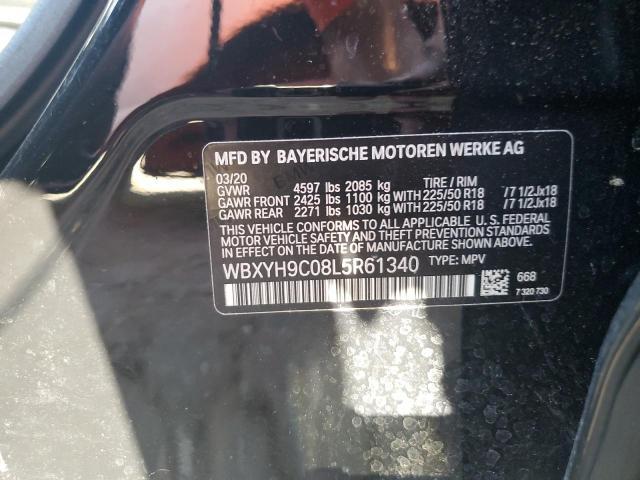 MFD BY BAYERISCHE MOTOREN WERKE AG
03/20
GVWR 4597 lbs 2085 kg TIRE / RIM
GAWR FRONT 2425 lbs 1100 kg WITH 225/50 R18 /7 1/2Jx18
GAWR REAR 2271 lbs 1030 kg WITH 225/50 R18 /7 1/2Jx18
THIS VEHICLE CONFORMS TO ALL APPLICABLE U. S. FEDERAL
MOTOR VEHICLE SAFETY AND THEFT PREVENTION STANDARDS
IN EFFECT ON THE DATE OF MANUFACTURE SHOWN ABOVE.
WBXYH9C08L5R61340 TYPE: MPV
668
7 320 730